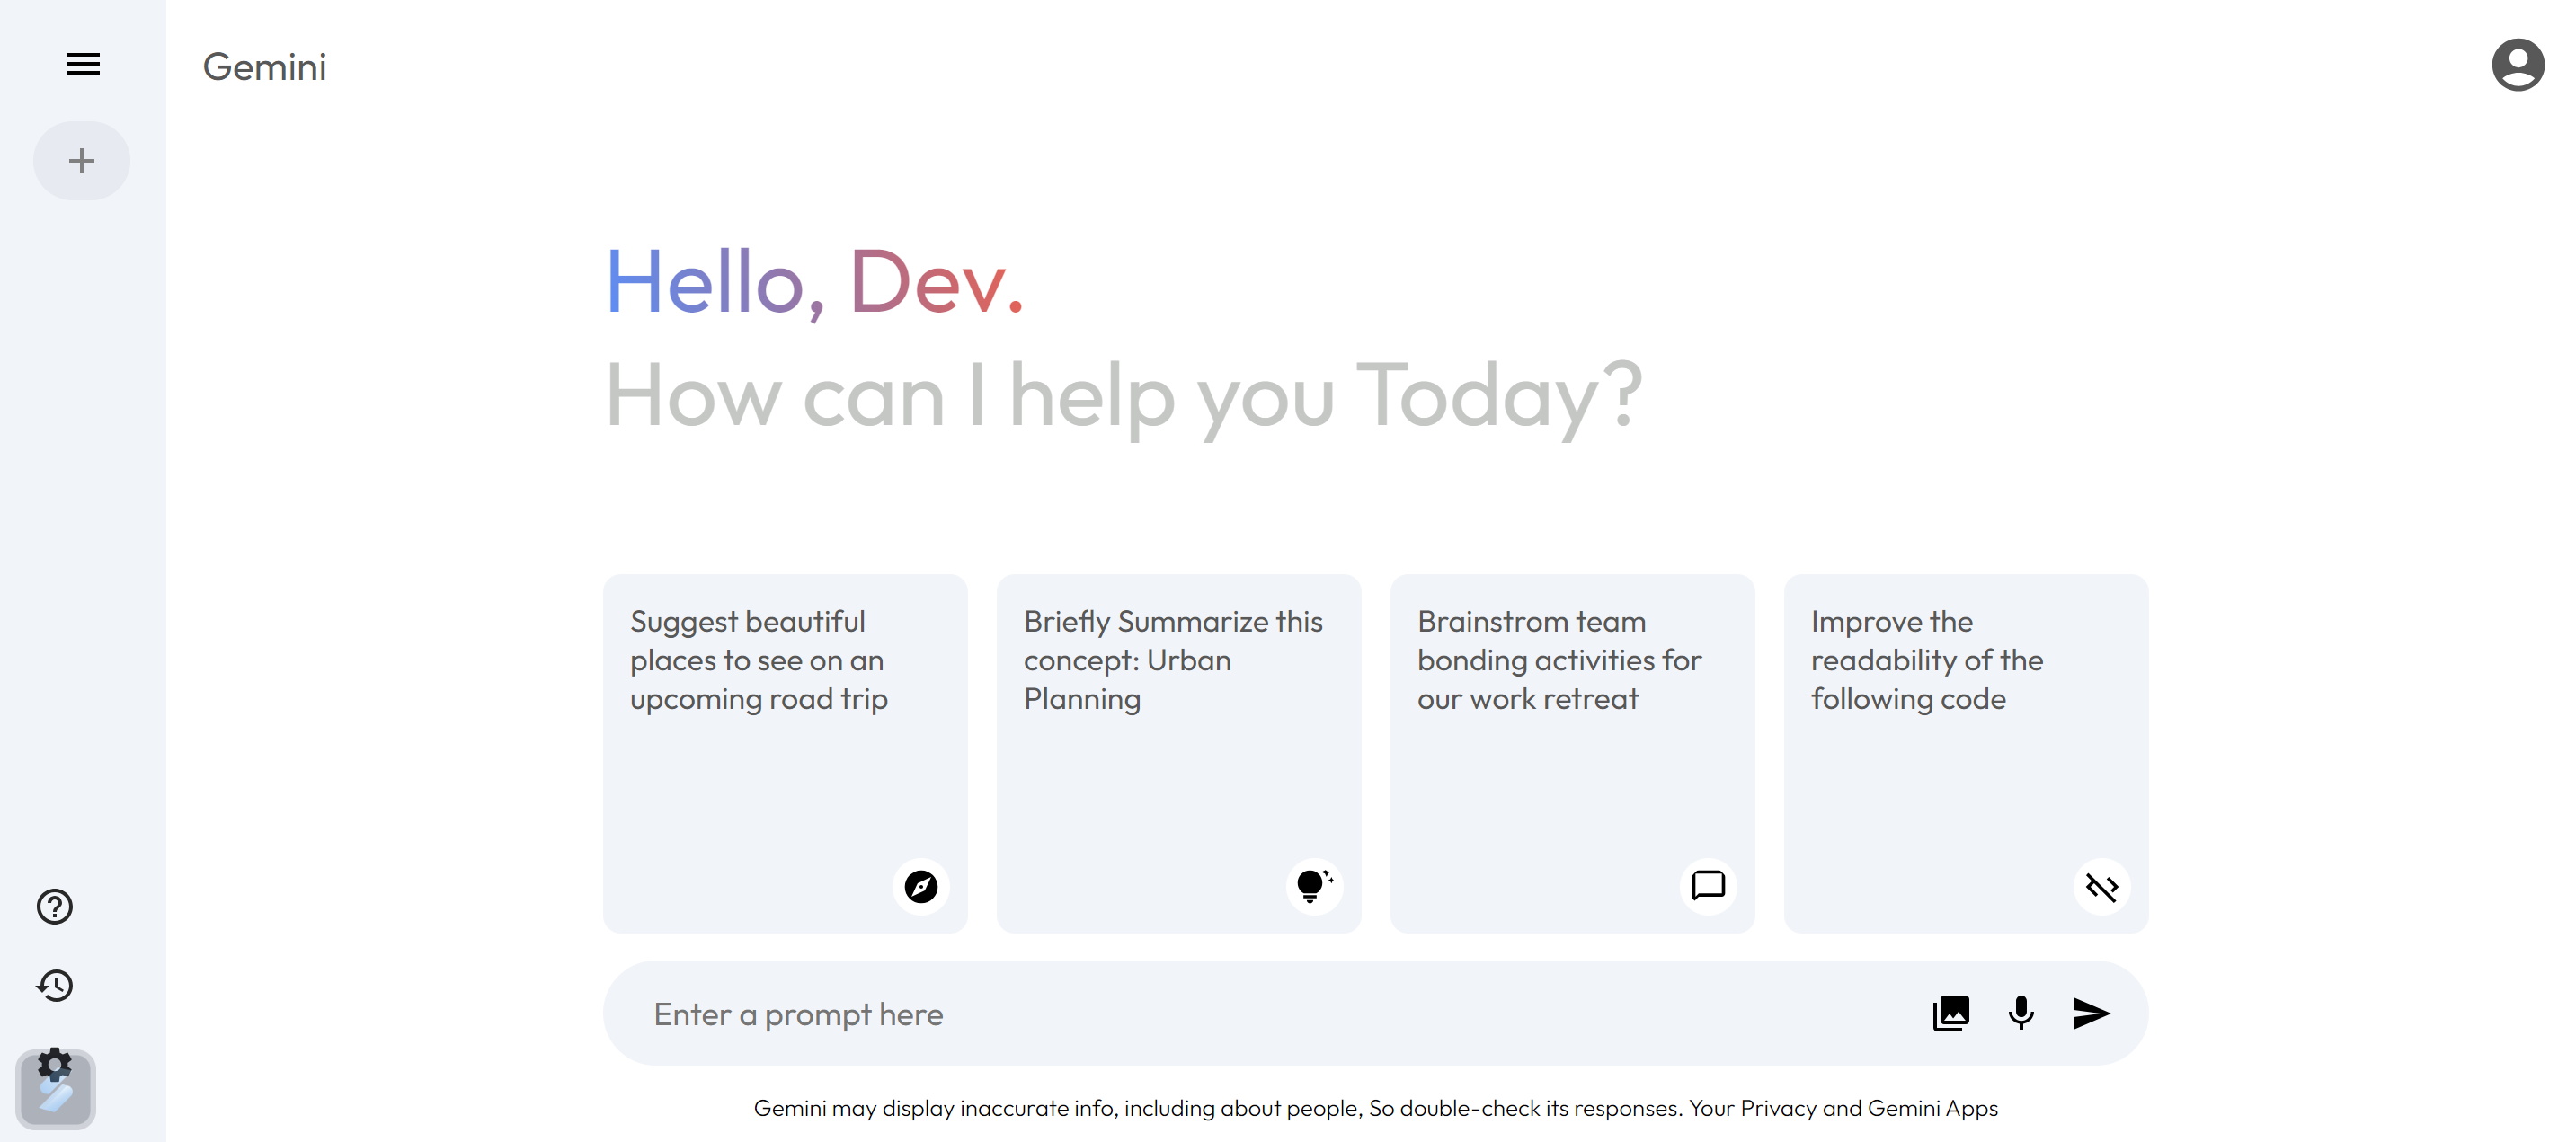 Gemini
Hello, Dev.
How can I help you Today?
Suggest beautiful
places to see on an
upcoming road trip
Briefly Summarize this
concept: Urban
Planning
Brainstrom team
bonding activities for
our work retreat
Improve the
readability of the
following code
Enter a prompt here
Gemini may display inaccurate info, including about people, So double-check its responses. Your Privacy and Gemini Apps